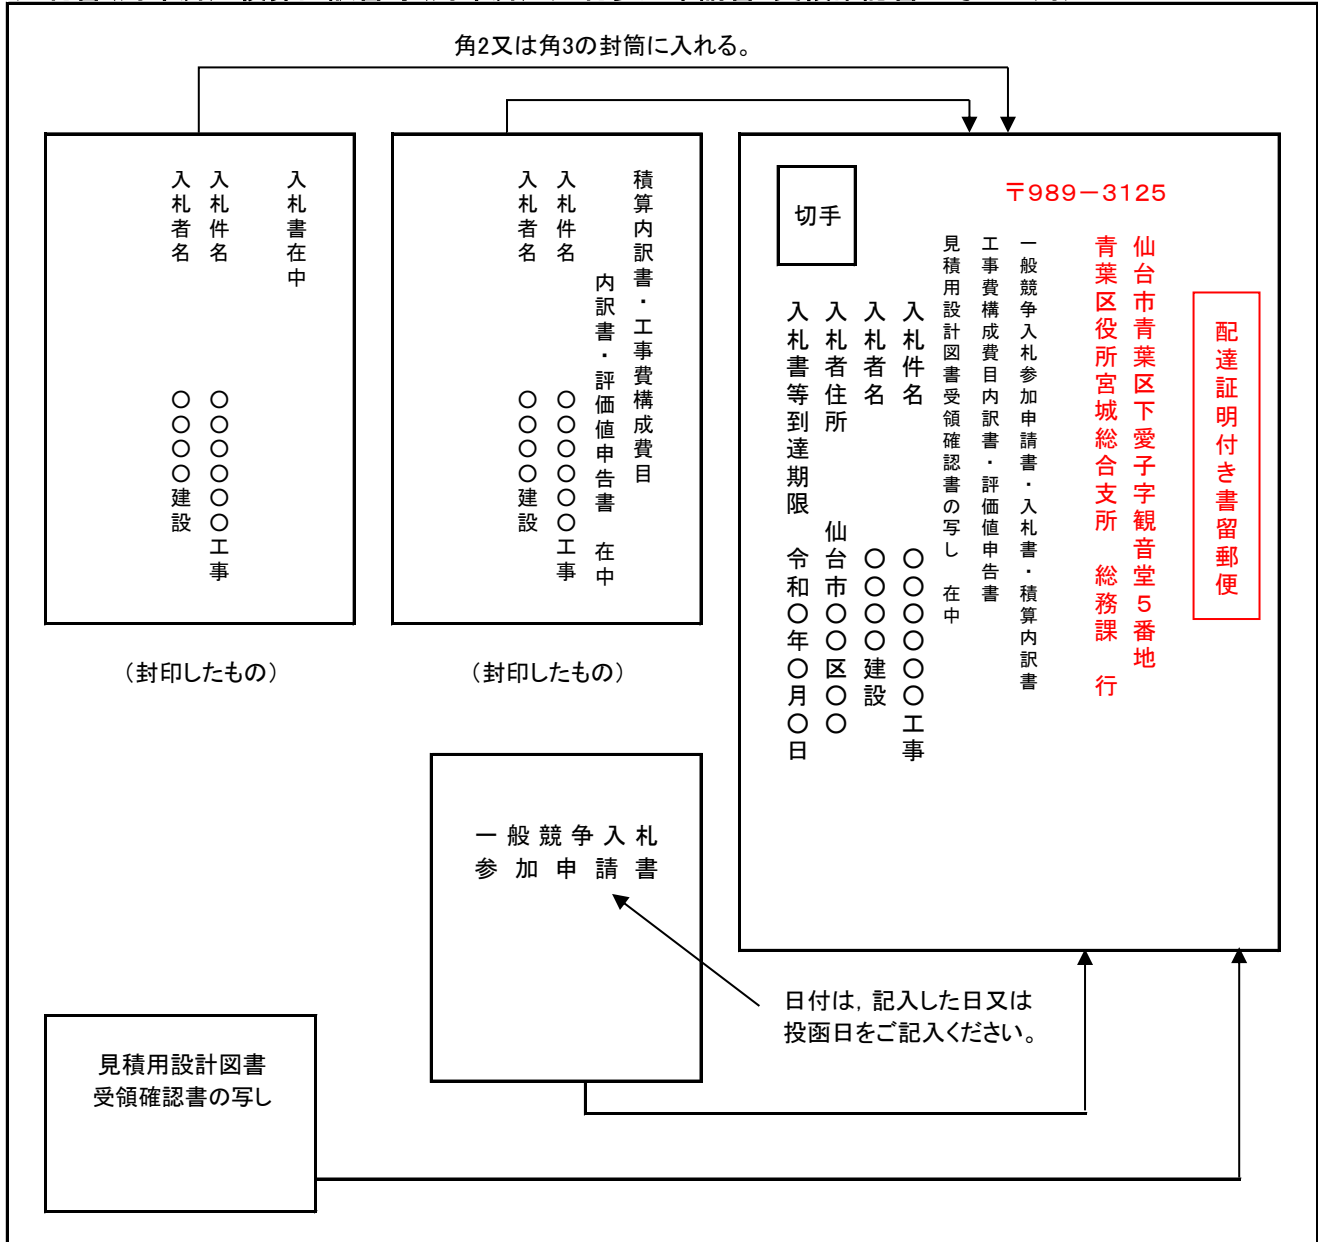 角2又は角3の封筒に入れる。
入札書在中
入札件名　○○○○○○工事
入札者名　○○○○建設
（封印したもの）
積算内訳書・工事費構成費目
内訳書・評価値申告書　在中
入札件名　○○○○○○工事
入札者名　○○○○建設
（封印したもの）
切手
〒989－3125
配達証明付き書留郵便
仙台市青葉区下愛子字観音堂５番地
青葉区役所宮城総合支所　総務課　行
一般競争入札参加申請書・入札書・積算内訳書
工事費構成費目内訳書・評価値申告書
見積用設計図書受領確認書の写し　在中
入札件名　○○○○○○工事
入札者名　○○○○建設
入札者住所　仙台市○○区○○
入札書等到達期限　令和○年○月○日
一般競争入札
参加申請書
日付は，記入した日又は
投函日をご記入ください。
見積用設計図書
受領確認書の写し